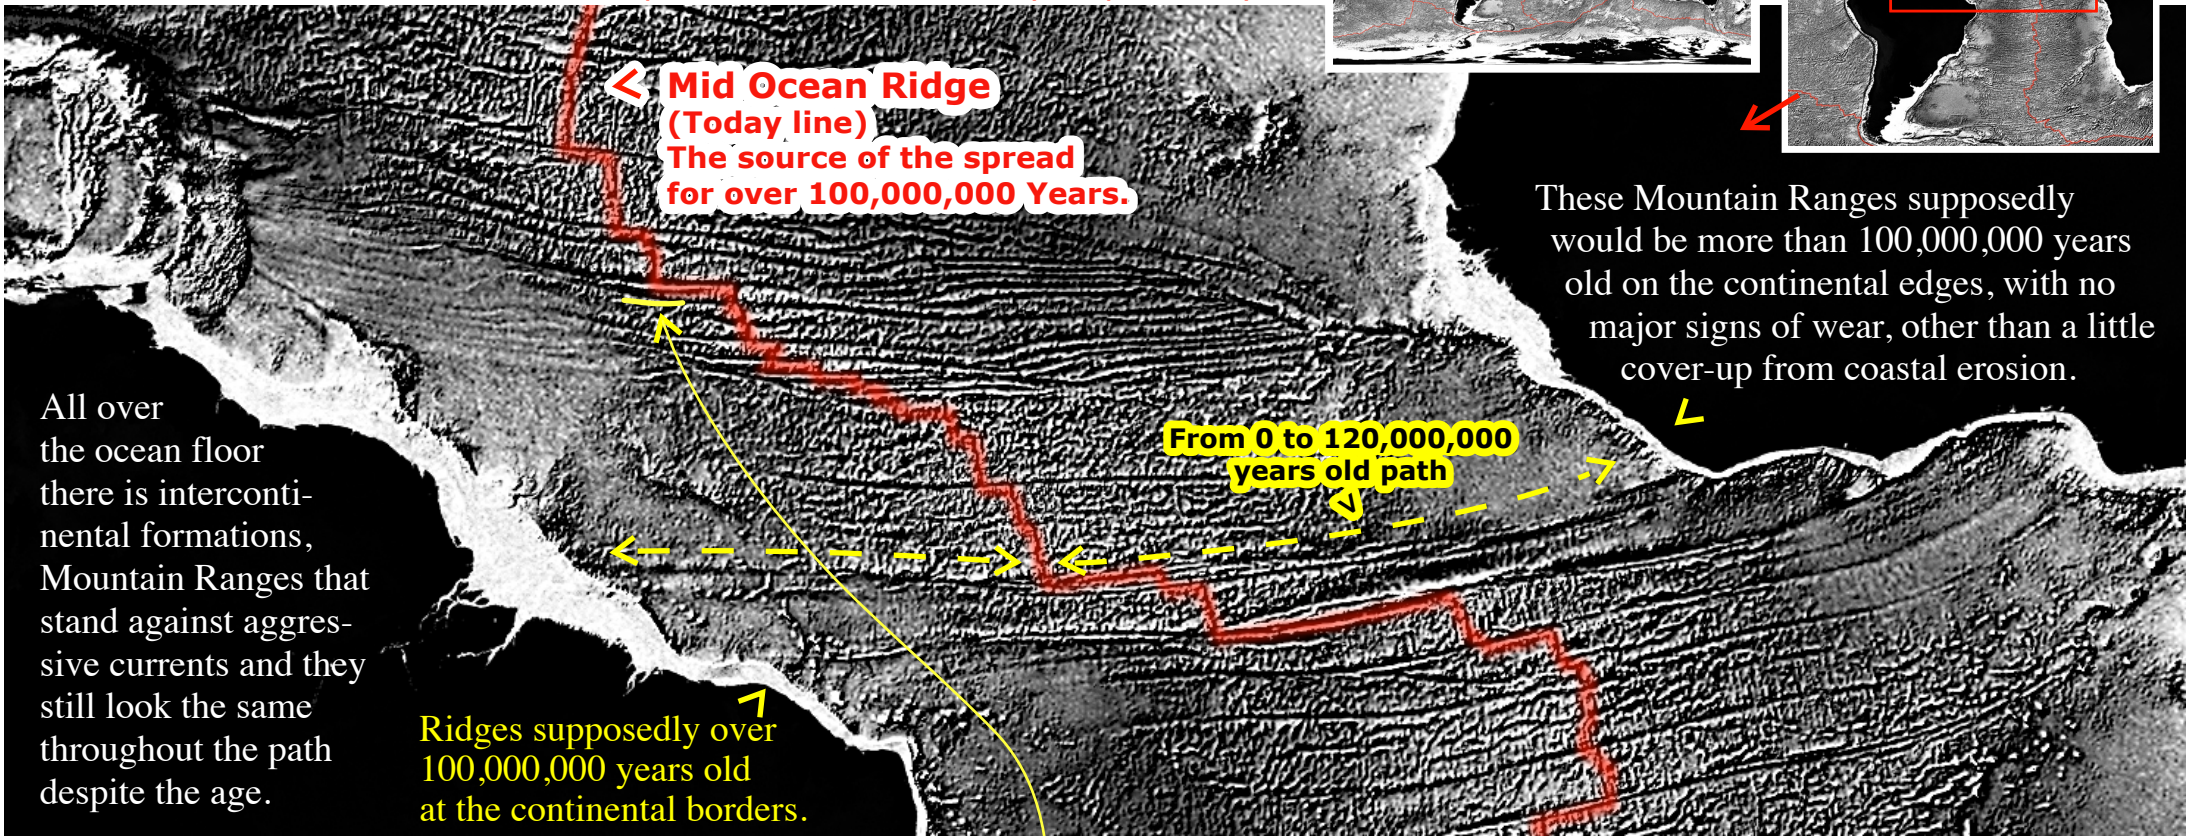 Mid Ocean Ridge
(Today line)
The source of the spread
for over 100,000,000 Years.
These Mountain Ranges supposedly
would be more than 100,000,000 years
old on the continental edges, with no
major signs of wear, other than a little
cover-up from coastal erosion.
All over
the ocean floor
there is interconti-
nental formations,
Mountain Ranges that
stand against aggres-
sive currents and they
still look the same
throughout the path
despite the age.
From 0 to 120,000,000
years old path
Ridges supposedly over
100,000,000 years old
at the continental borders.